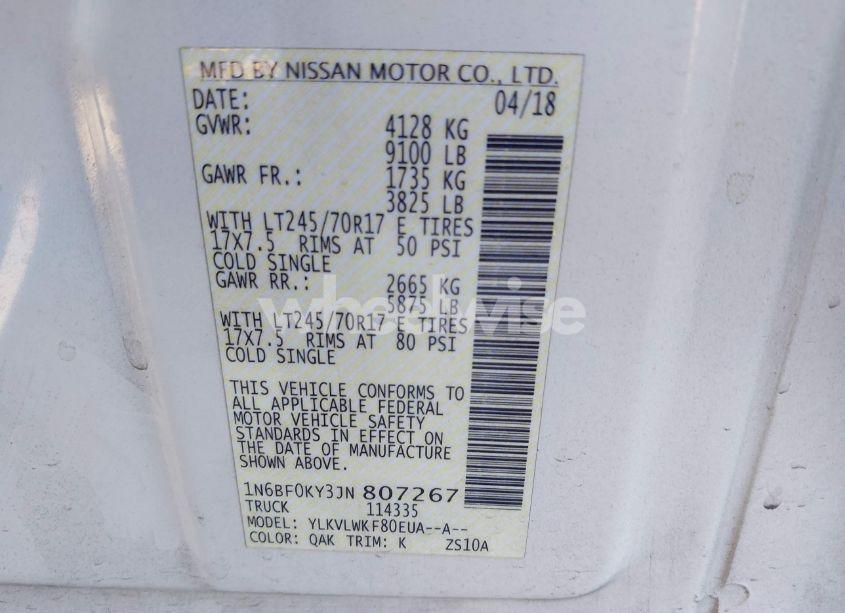 MFD BY NISSAN MOTOR CO., LTD.
DATE: 04/18
GVWR: 4128 KG
9100 LB
GAWR FR.: 1735 KG
3825 LB
WITH LT245/70R17 E TIRES
17X7.5 RIMS AT 50 PSI
COLD SINGLE
GAWR RR.: 2665 KG
5875 LB
WITH LT245/70R17 E TIRES
17X7.5 RIMS AT 80 PSI
COLD SINGLE
THIS VEHICLE CONFORMS TO
ALL APPLICABLE FEDERAL
MOTOR VEHICLE SAFETY
STANDARDS IN EFFECT ON
THE DATE OF MANUFACTURE
SHOWN ABOVE.
1N6BF0KY3JN 807267
TRUCK 114335
MODEL: YLKVLWKF80EUA--A--
COLOR: QAK TRIM: K ZS10A
wheelwise